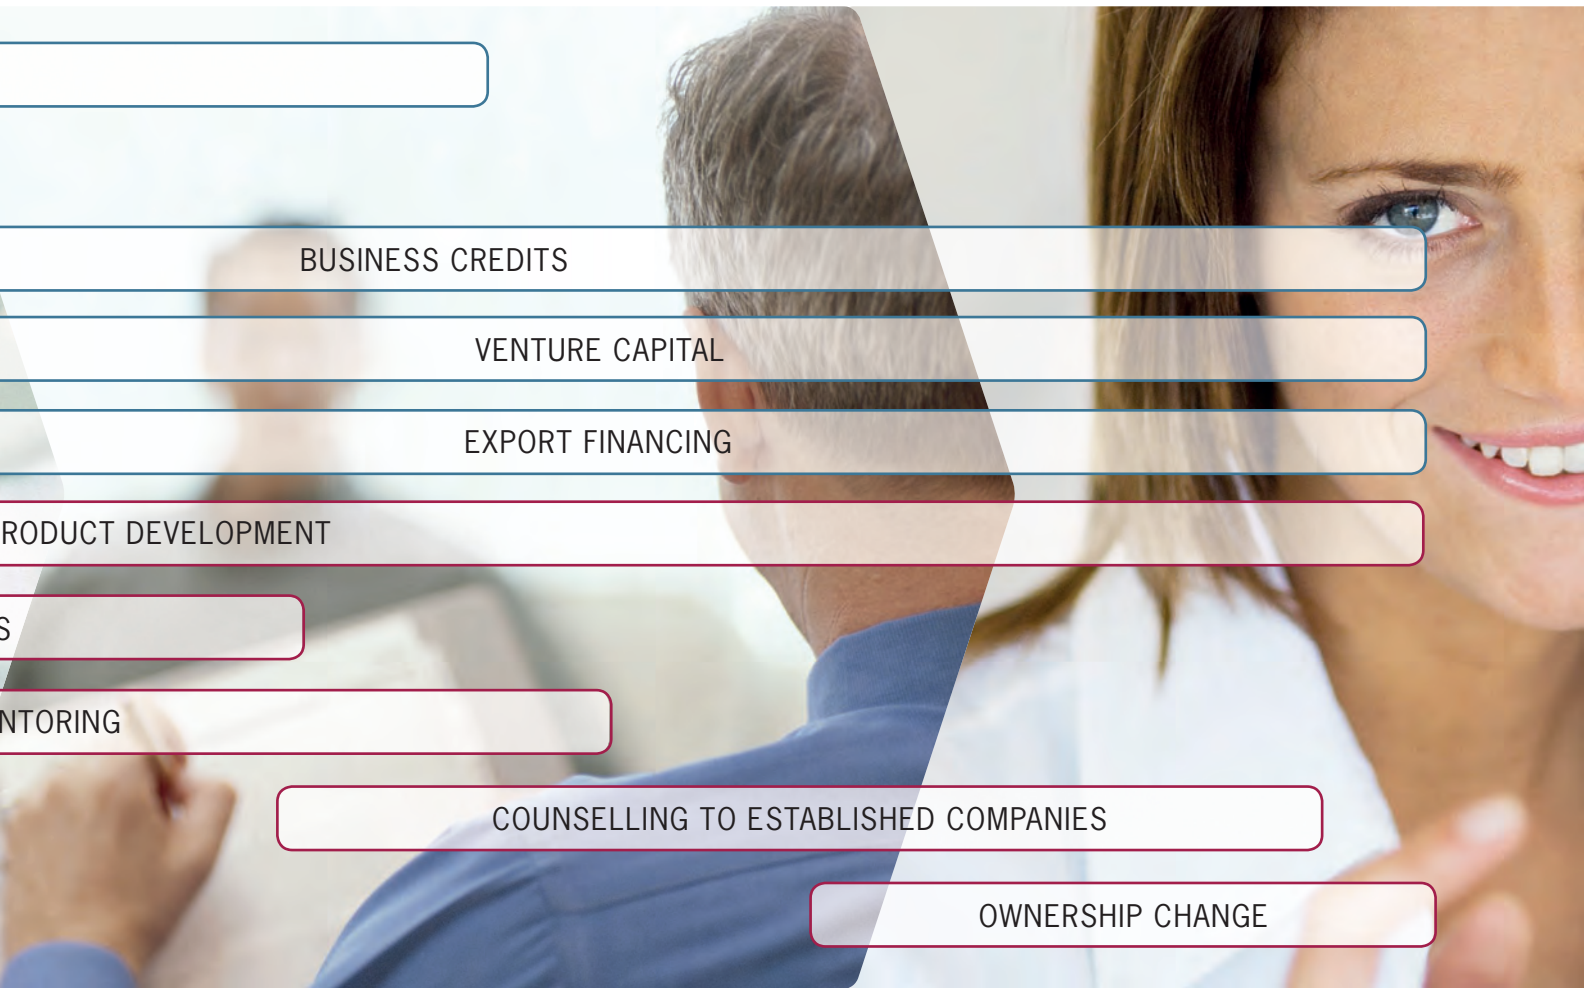 BUSINESS CREDITS
VENTURE CAPITAL
EXPORT FINANCING
RODUCT DEVELOPMENT
S
NTORING
COUNSELLING TO ESTABLISHED COMPANIES
OWNERSHIP CHANGE